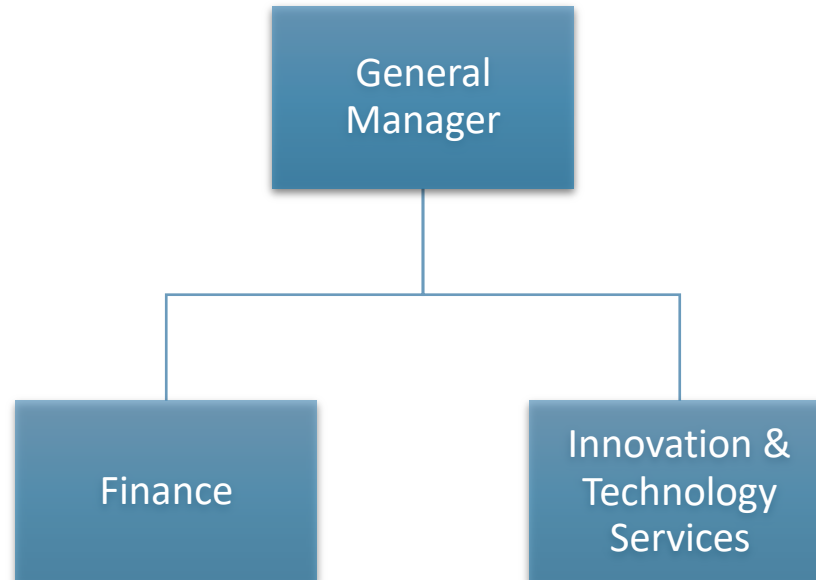 General
Manager
Finance
Innovation &
Technology
Services